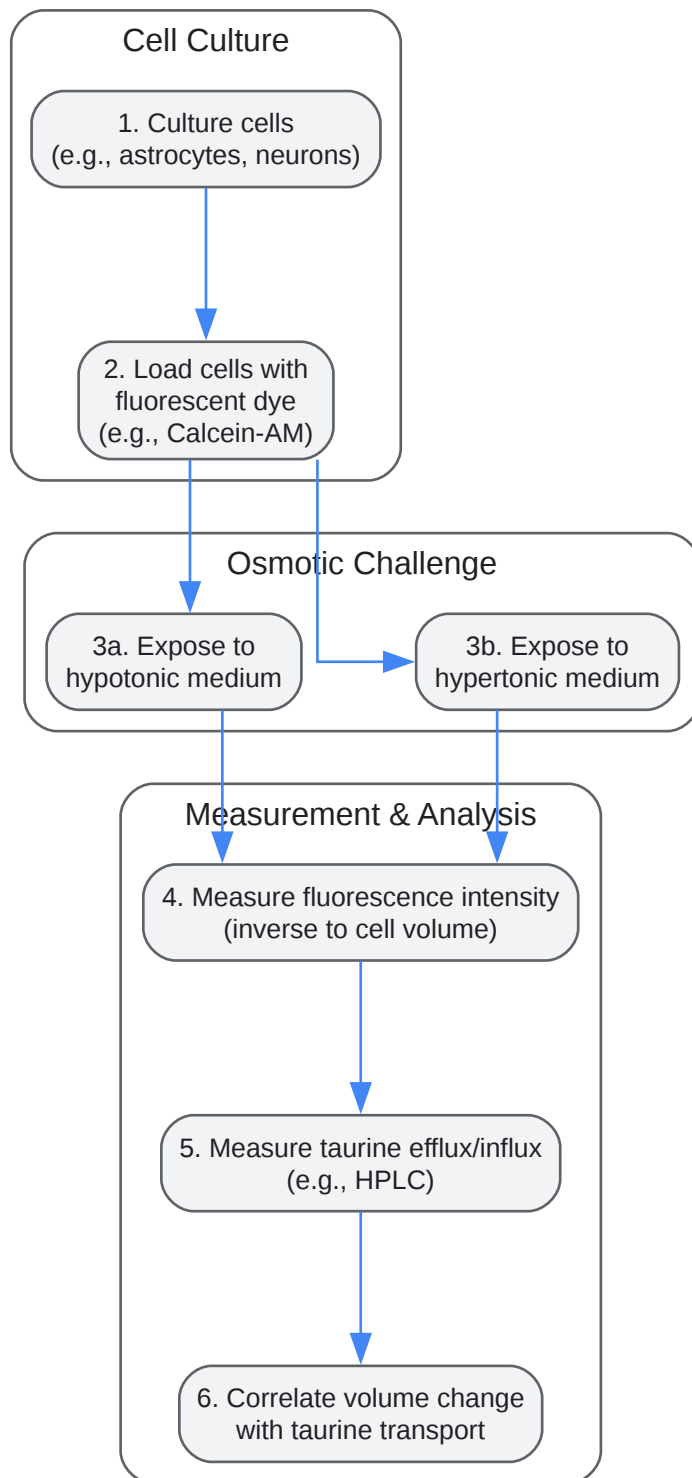 Cell Culture
1. Culture cells
(e.g., astrocytes, neurons)
2. Load cells with
fluorescent dye
(e.g., Calcein-AM)
Osmotic Challenge
3a. Expose to
hypotonic medium
3b. Expose to
hypertonic medium
Measurement & Analysis
4. Measure fluorescence intensity
(inverse to cell volume)
5. Measure taurine efflux/influx
(e.g., HPLC)
6. Correlate volume change
with taurine transport